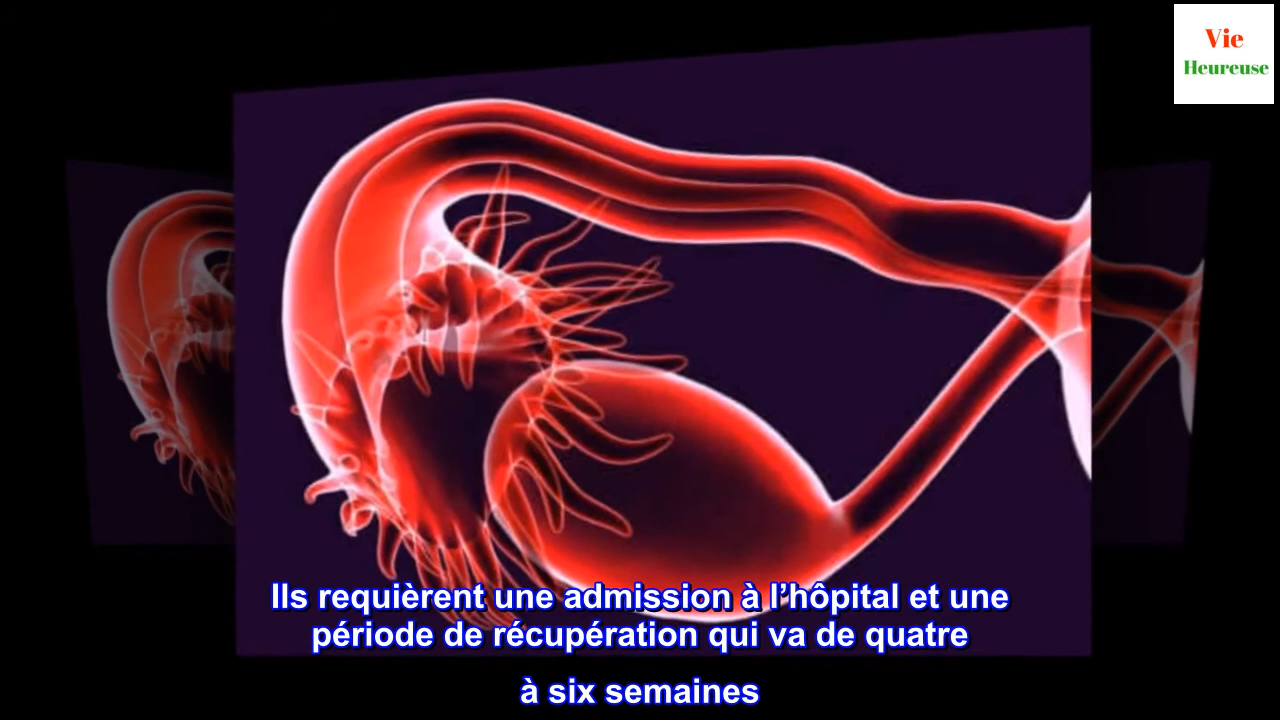 Vie
Heureuse
Ils requièrent une admission à l’hôpital et une
période de récupération qui va de quatre
à six semaines